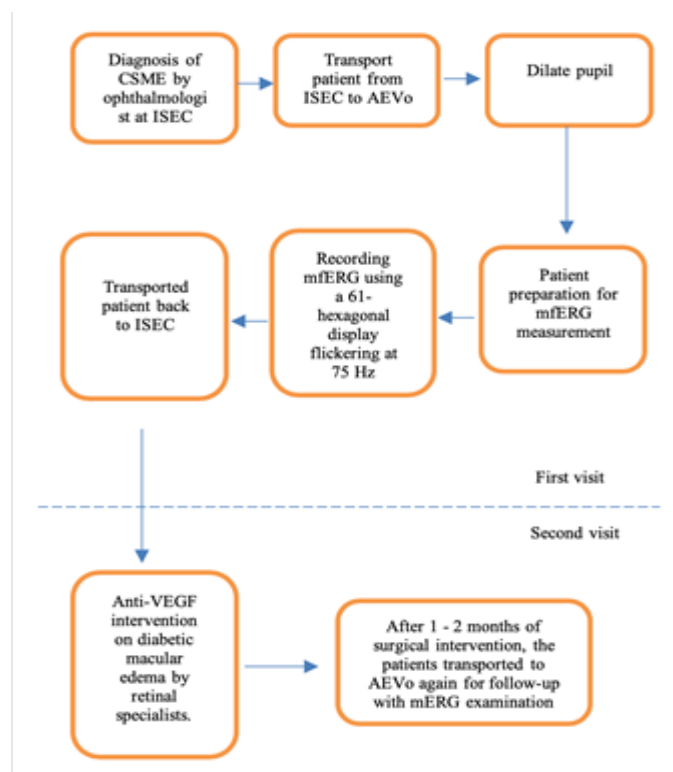 Diagnosis of
CSME by
ophthalmologi
st at ISEC
Transport
patient from
ISEC to AEVo
Dilate pupil
Patient
preparation for
mfERG
measurement
Recording
mfERG using
a 61-
hexagonal
display
flickering at
75 Hz
Transported
patient back
to ISEC
First visit
Second visit
Anti-VEGF
intervention
on diabetic
macular
edema by
retinal
specialists.
After 1 - 2 months of
surgical intervention, the
patients transported to
AEVo again for follow-up
with mERG examination